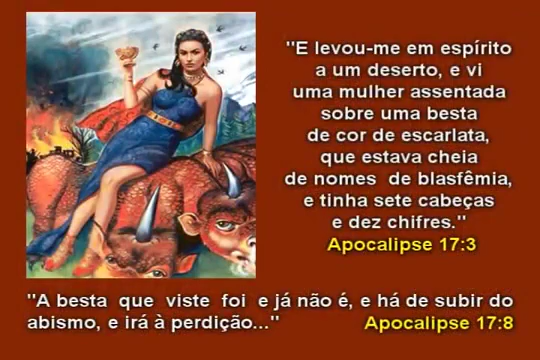 "E levou-me em espírito
a um deserto, e vi
uma mulher assentada
sobre uma besta
de cor de escarlata,
que estava cheia
de nomes de blasfêmia,
e tinha sete cabeças
e dez chifres."
Apocalipse 17:3
"A besta que viste foi e já não é, e há de subir do
abismo, e irá à perdição..." Apocalipse 17:8